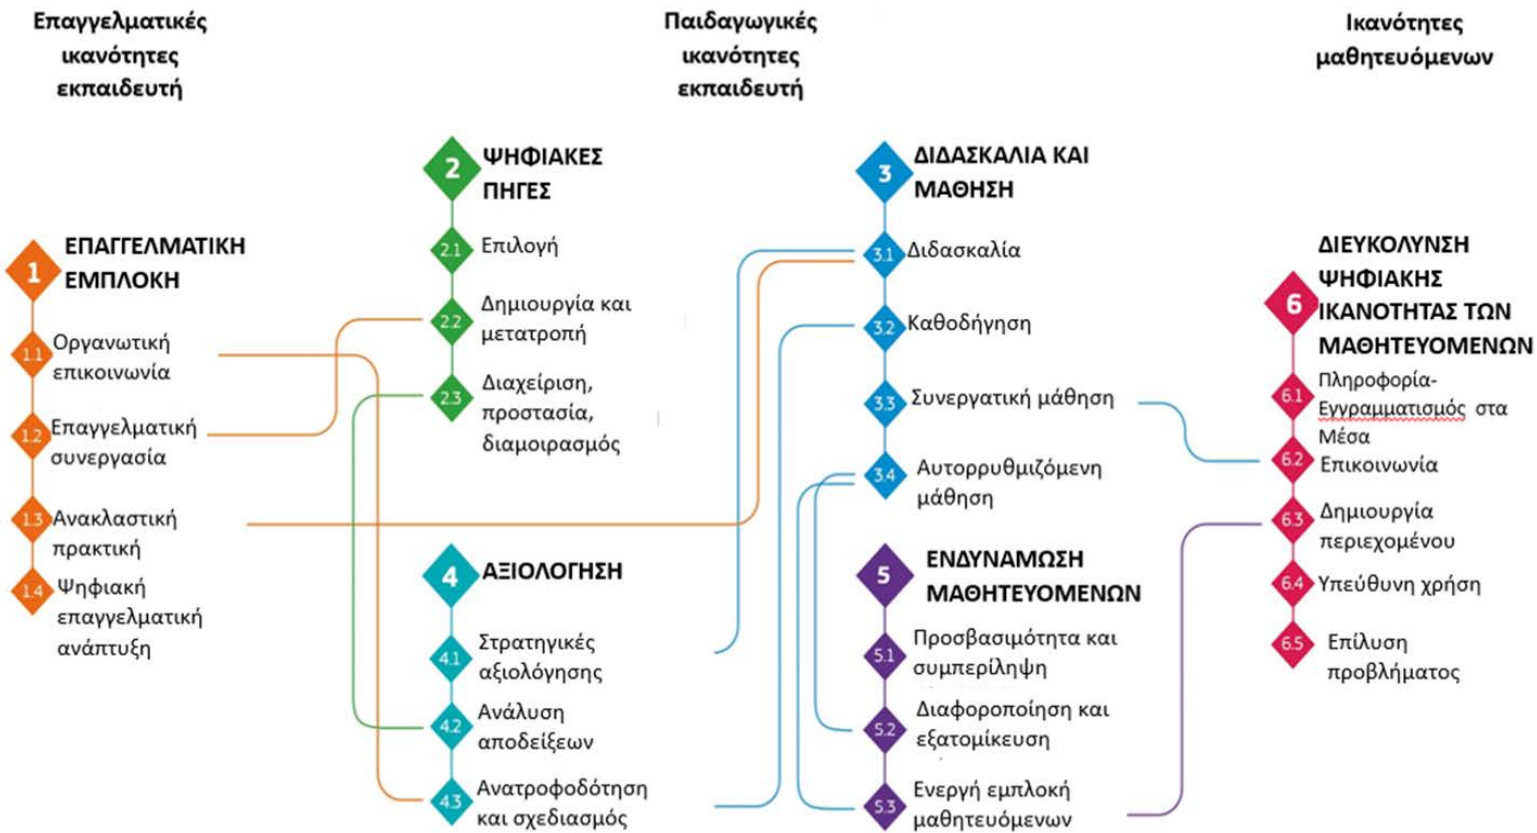 Επαγγελματικές
ικανότητες
εκπαιδευτή
Παιδαγωγικές
ικανότητες
εκπαιδευτή
Ικανότητες
μαθητευόμενων
1
ΕΠΑΓΓΕΛΜΑΤΙΚΗ
ΕΜΠΛΟΚΗ
1.1
Οργανωτική
επικοινωνία
1.2
Επαγγελματική
συνεργασία
1.3
Ανακλαστική
πρακτική
1.4
Ψηφιακή
επαγγελματική
ανάπτυξη
2
ΨΗΦΙΑΚΕΣ
ΠΗΓΕΣ
2.1
Επιλογή
2.2
Δημιουργία και
μετατροπή
2.3
Διαχείριση,
προστασία,
διαμοιρασμός
3
ΔΙΔΑΣΚΑΛΙΑ ΚΑΙ
ΜΑΘΗΣΗ
3.1
Διδασκαλία
3.2
Καθοδήγηση
3.3
Συνεργατική μάθηση
3.4
Αυτορρυθμιζόμενη
μάθηση
4
ΑΞΙΟΛΟΓΗΣΗ
4.1
Στρατηγικές
αξιολόγησης
4.2
Ανάλυση
αποδείξεων
4.3
Ανατροφοδότηση
και σχεδιασμός
5
ΕΝΔΥΝΑΜΩΣΗ
ΜΑΘΗΤΕΥΟΜΕΝΩΝ
5.1
Προσβασιμότητα και
συμπερίληψη
5.2
Διαφοροποίηση και
εξατομίκευση
5.3
Ενεργή εμπλοκή
μαθητευόμενων
6
ΔΙΕΥΚΟΛΥΝΣΗ
ΨΗΦΙΑΚΗΣ
ΙΚΑΝΟΤΗΤΑΣ ΤΩΝ
ΜΑΘΗΤΕΥΟΜΕΝΩΝ
6.1
Πληροφορία-
Εγγραμματισμός στα
Μέσα
6.2
Επικοινωνία
6.3
Δημιουργία
περιεχομένου
6.4
Υπεύθυνη χρήση
6.5
Επίλυση
προβλήματος